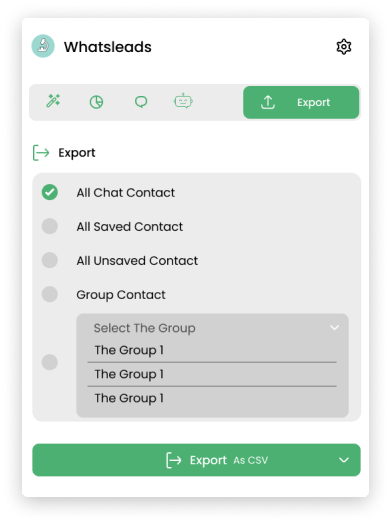 Whatsleads
Export
Export
All Chat Contact
All Saved Contact
All Unsaved Contact
Group Contact
Select The Group
The Group 1
The Group 1
The Group 1
Export As CSV